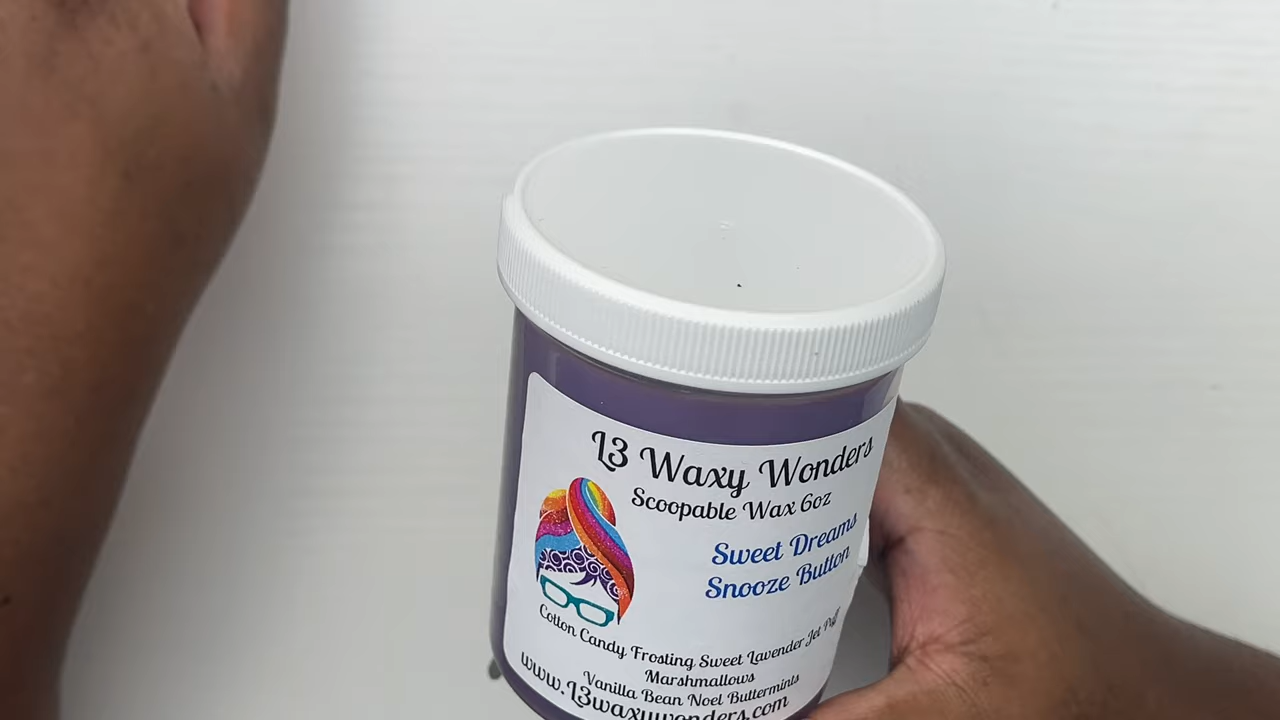 L3 Waxy Wonders
Scoopable Wax 6oz
Sweet Dreams
Snooze Button
Cotton Candy Frosting Sweet Lavender Jet Puff
Marshmallows
Vanilla Bean Noel Buttermints
www.L3waxywonders.com